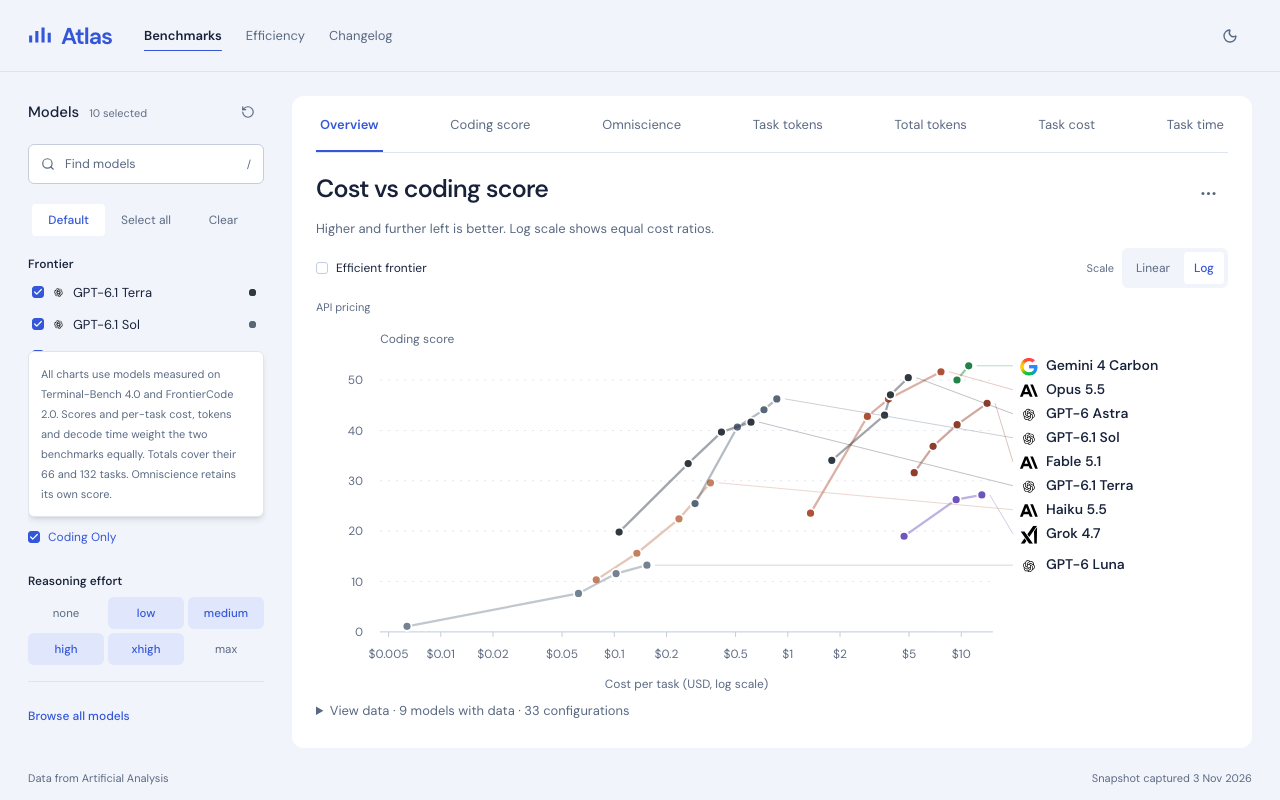 Atlas
Benchmarks
Efficiency
Changelog
Models
10 selected
Find models
/
Default
Select all
Clear
Frontier
GPT-6.1 Terra
GPT-6.1 Sol
All charts use models measured on
Terminal-Bench 4.0 and FrontierCode
2.0. Scores and per-task cost, tokens
and decode time weight the two
benchmarks equally. Totals cover their
66 and 132 tasks. Omniscience retains
its own score.
Coding Only
Reasoning effort
none
low
medium
high
xhigh
max
Browse all models
Overview
Coding score
Omniscience
Task tokens
Total tokens
Task cost
Task time
Cost vs coding score
Higher and further left is better. Log scale shows equal cost ratios.
Efficient frontier
Scale
Linear
Log
API pricing
Coding score
50
40
30
20
10
0
$0.005
$0.01
$0.02
$0.05
$0.1
$0.2
$0.5
$1
$2
$5
$10
Cost per task (USD, log scale)
Gemini 4 Carbon
Opus 5.5
GPT-6 Astra
GPT-6.1 Sol
Fable 5.1
GPT-6.1 Terra
Haiku 5.5
Grok 4.7
GPT-6 Luna
View data · 9 models with data · 33 configurations
Data from Artificial Analysis
Snapshot captured 3 Nov 2026